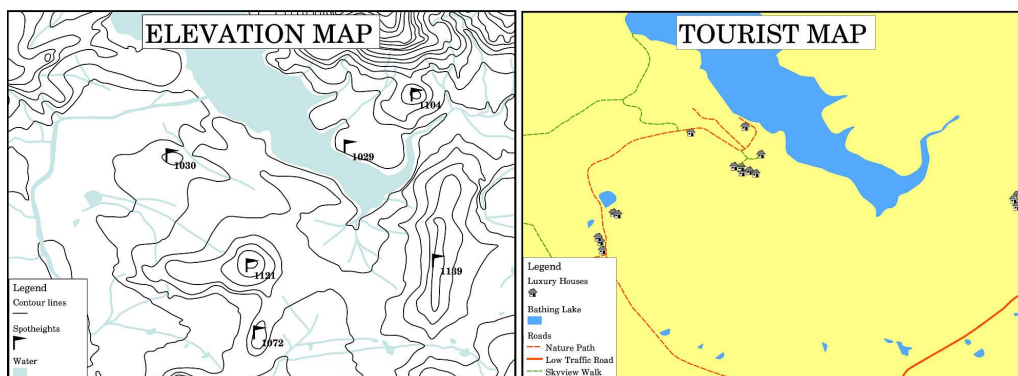 ELEVATION MAP
1104
1029
1030
1121
1139
1072
Legend
Contour lines
Spotheights
Water
TOURIST MAP
Legend
Luxury Houses
Bathing Lake
Roads
Nature Path
Low Traffic Road
Skyview Walk